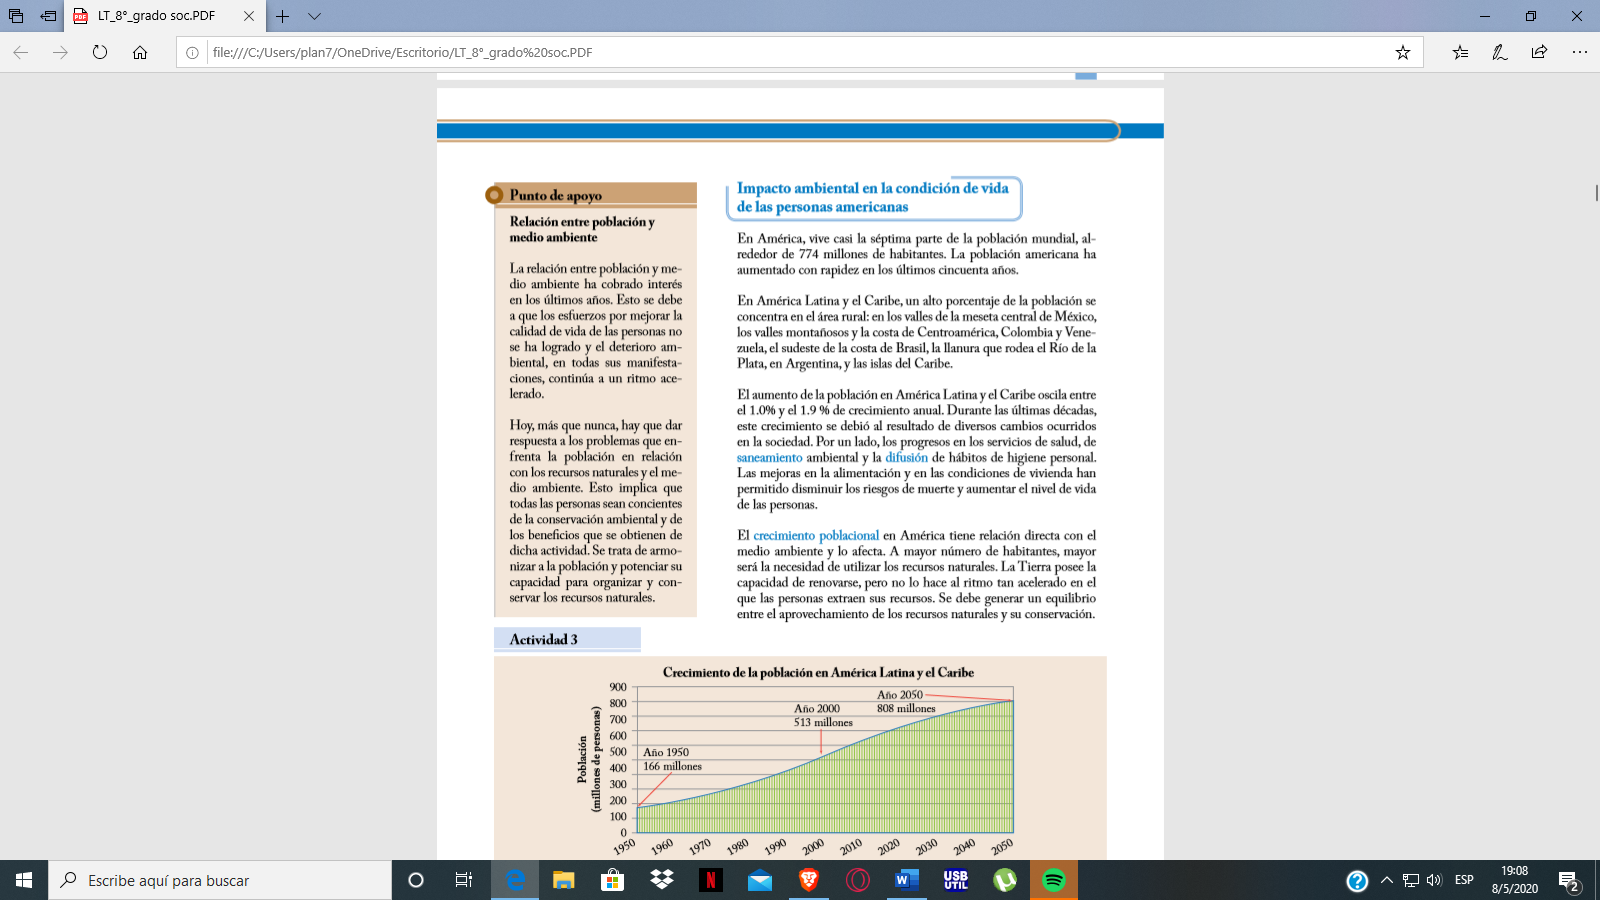 LT_8°_grado soc.PDF
file:///C:/Users/plan7/OneDrive/Escritorio/LT_8°_grado%20soc.PDF
Punto de apoyo
Relación entre población y
medio ambiente
La relación entre población y me-
dio ambiente ha cobrado interés
en los últimos años. Esto se debe
a que los esfuerzos por mejorar la
calidad de vida de las personas no
se ha logrado y el deterioro am-
biental, en todas sus manifesta-
ciones, continúa a un ritmo ace-
lerado.
Hoy, más que nunca, hay que dar
respuesta a los problemas que en-
frenta la población en relación
con los recursos naturales y el me-
dio ambiente. Esto implica que
todas las personas sean concientes
de la conservación ambiental y de
los beneficios que se obtienen de
dicha actividad. Se trata de armo-
nizar a la población y potenciar su
capacidad para organizar y con-
servar los recursos naturales.
Impacto ambiental en la condición de vida
de las personas americanas
En América, vive casi la séptima parte de la población mundial, al-
rededor de 774 millones de habitantes. La población americana ha
aumentado con rapidez en los últimos cincuenta años.
En América Latina y el Caribe, un alto porcentaje de la población se
concentra en el área rural: en los valles de la meseta central de México,
los valles montañosos y la costa de Centroamérica, Colombia y Vene-
zuela, el sudeste de la costa de Brasil, la llanura que rodea el Río de la
Plata, en Argentina, y las islas del Caribe.
El aumento de la población en América Latina y el Caribe oscila entre
el 1.0% y el 1.9 % de crecimiento anual. Durante las últimas décadas,
este crecimiento se debió al resultado de diversos cambios ocurridos
en la sociedad. Por un lado, los progresos en los servicios de salud, de
saneamiento ambiental y la difusión de hábitos de higiene personal.
Las mejoras en la alimentación y en las condiciones de vivienda han
permitido disminuir los riesgos de muerte y aumentar el nivel de vida
de las personas.
El crecimiento poblacional en América tiene relación directa con el
medio ambiente y lo afecta. A mayor número de habitantes, mayor
será la necesidad de utilizar los recursos naturales. La Tierra posee la
capacidad de renovarse, pero no lo hace al ritmo tan acelerado en el
que las personas extraen sus recursos. Se debe generar un equilibrio
entre el aprovechamiento de los recursos naturales y su conservación.
Actividad 3
Crecimiento de la población en América Latina y el Caribe
Población
(millones de personas)
900
800
700
600
500
400
300
200
100
0
Año 1950
166 millones
Año 2000
513 millones
Año 2050
808 millones
1950 1960 1970 1980 1990 2000 2010 2020 2030 2040 2050
Escribe aquí para buscar
N
W
USB
UTIL
ESP
19:08
8/5/2020
2